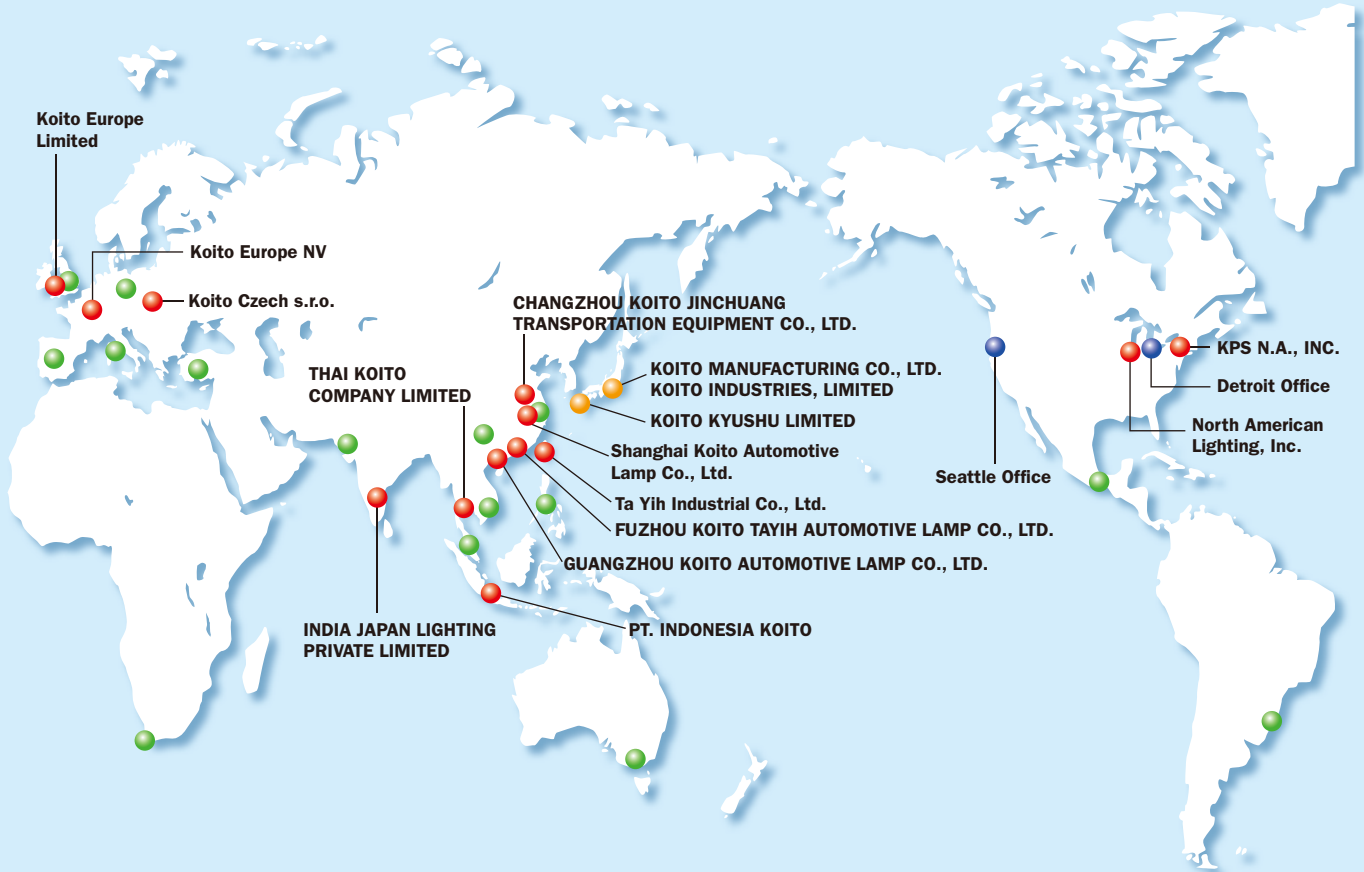 Koito Europe
Limited
Koito Europe NV
Koito Czech s.r.o.
CHANGZHOU KOITO JINCHUANG
TRANSPORTATION EQUIPMENT CO., LTD.
KOITO MANUFACTURING CO., LTD.
KOITO INDUSTRIES, LIMITED
KOITO KYUSHU LIMITED
THAI KOITO
COMPANY LIMITED
Shanghai Koito Automotive
Lamp Co., Ltd.
Ta Yih Industrial Co., Ltd.
FUZHOU KOITO TAYIH AUTOMOTIVE LAMP CO., LTD.
GUANGZHOU KOITO AUTOMOTIVE LAMP CO., LTD.
INDIA JAPAN LIGHTING
PRIVATE LIMITED
PT. INDONESIA KOITO
KPS N.A., INC.
Detroit Office
North American
Lighting, Inc.
Seattle Office